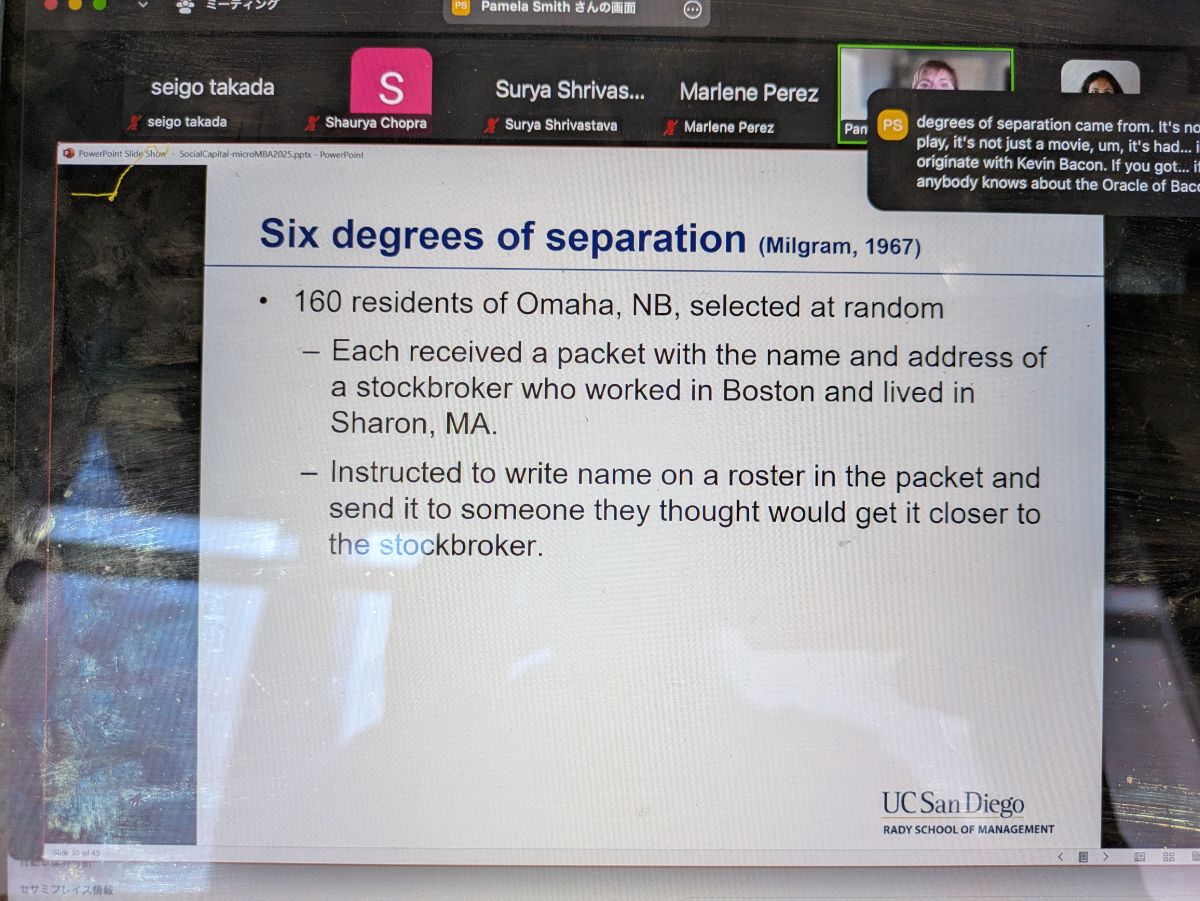 ミーティング
PS Pamela Smith さんの画面
seigo takada
S
Surya Shrivas...
Marlene Perez
seigo takada
Shaurya Chopra
Surya Shrivastava
Marlene Perez
PS
degrees of separation came from. It's
play, it's not just a movie, um, it's had...
originate with Kevin Bacon. If you got...
anybody knows about the Oracle of
PowerPoint Slide Show - SocialCapital-microMBA2025.pptx - PowerPoint
Six degrees of separation (Milgram, 1967)
• 160 residents of Omaha, NB, selected at random
– Each received a packet with the name and address of
a stockbroker who worked in Boston and lived in
Sharon, MA.
– Instructed to write name on a roster in the packet and
send it to someone they thought would get it closer to
the stockbroker.
UC San Diego
RADY SCHOOL OF MANAGEMENT
Slide 30 of 45
セサミプレイス情報